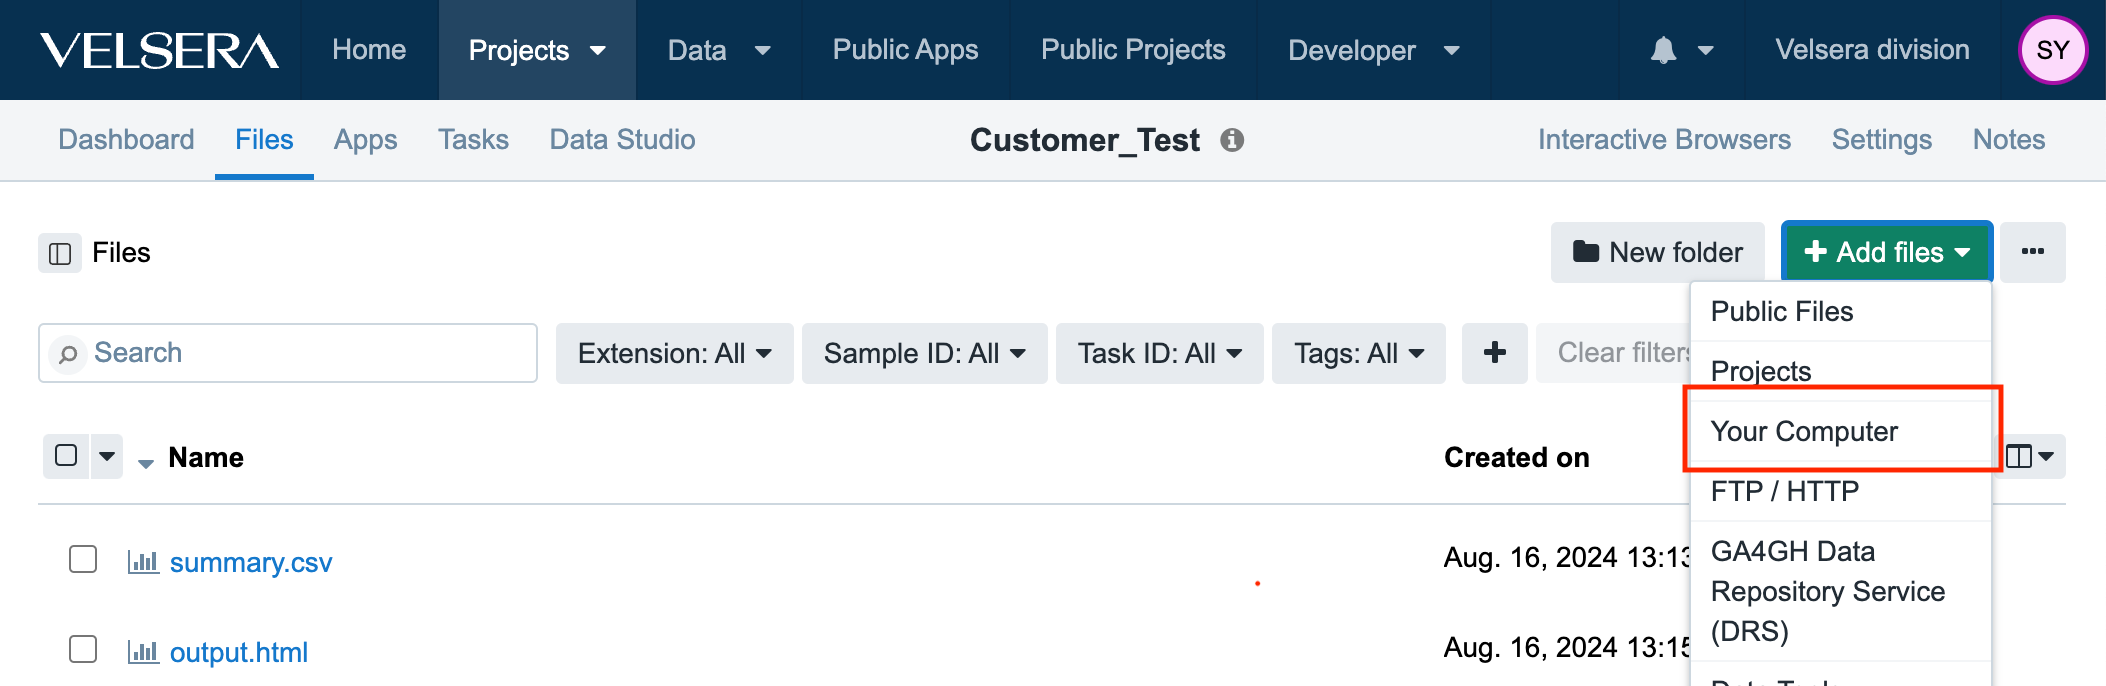 VELSERA Home Projects Data Public Apps Public Projects Developer Velsera division SY
Dashboard Files Apps Tasks Data Studio Customer_Test Interactive Browsers Settings Notes
Files New folder + Add files ...
Public Files
Search Extension: All Sample ID: All Task ID: All Tags: All + Clear filters
Projects
Your Computer
Name Created on
FTP / HTTP
summary.csv Aug. 16, 2024 13:13
GA4GH Data
Repository Service
(DRS)
output.html Aug. 16, 2024 13:15